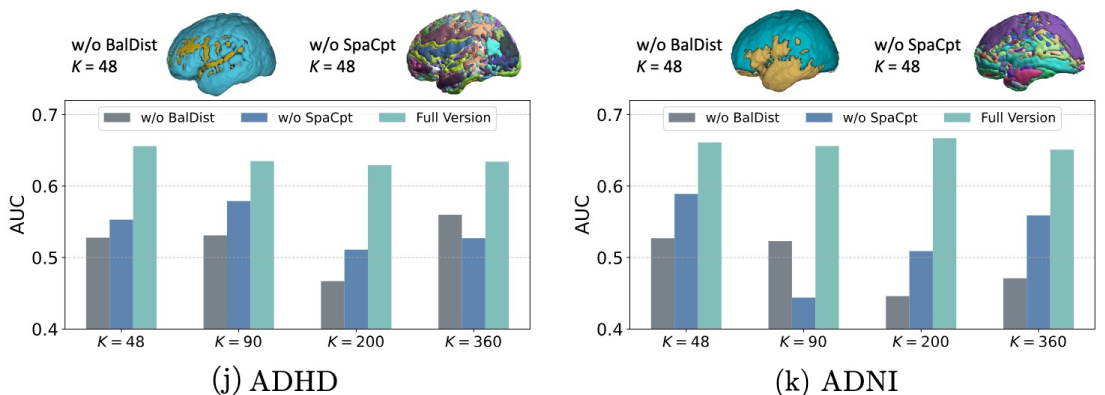 w/o BalDist
K = 48
w/o SpaCpt
K = 48
w/o BalDist
K = 48
w/o SpaCpt
K = 48
w/o BalDist w/o SpaCpt Full Version
0.7
0.6
0.5
0.4
AUC
K = 48 K = 90 K = 200 K = 360
(j) ADHD
w/o BalDist w/o SpaCpt Full Version
0.7
0.6
0.5
0.4
AUC
K = 48 K = 90 K = 200 K = 360
(k) ADNI